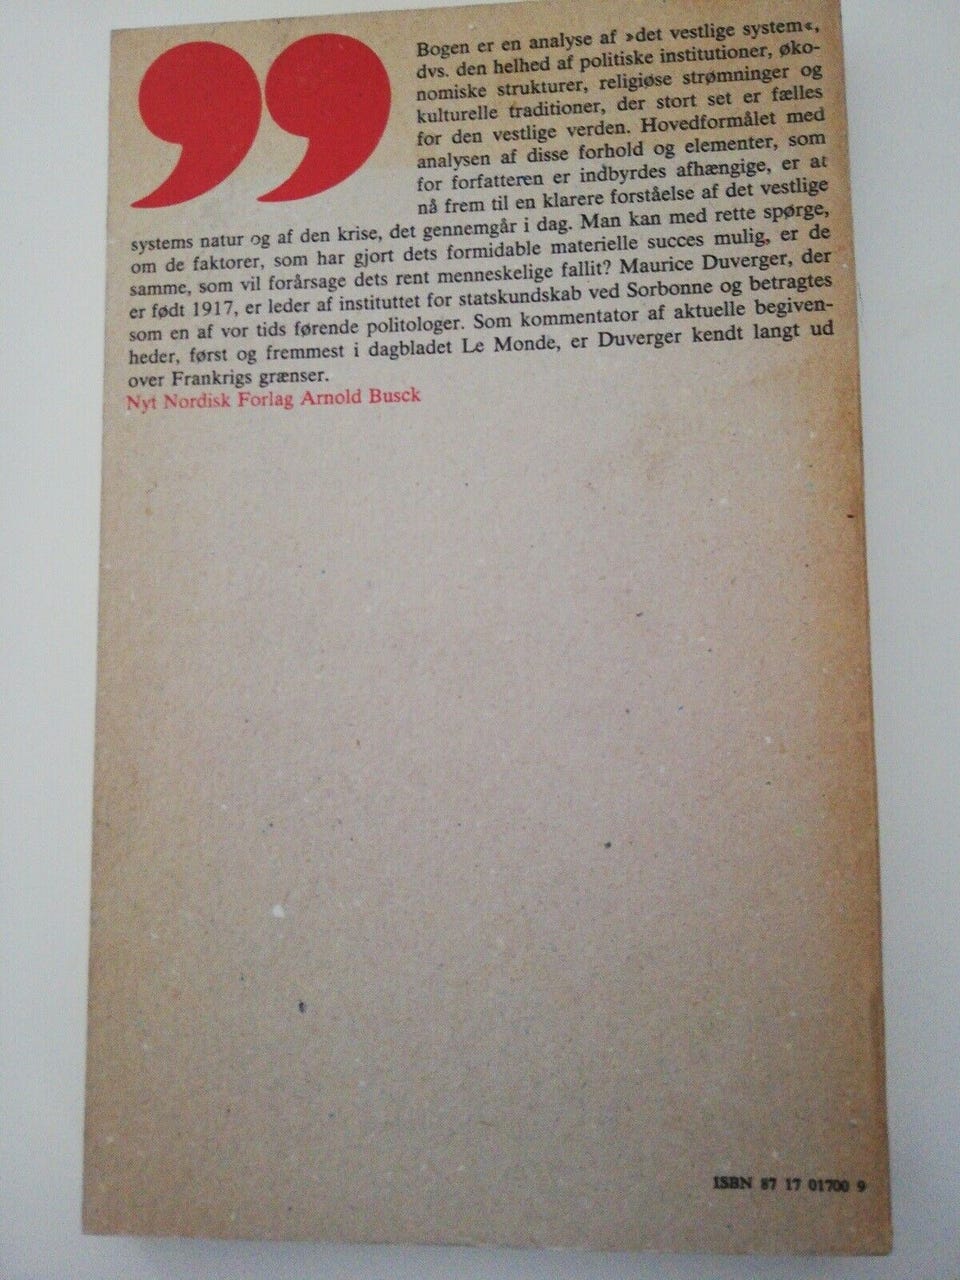 Bogen er en analyse af »det vestlige system«,
dvs. den helhed af politiske institutioner, øko-
nomiske strukturer, religiøse strømninger og
kulturelle traditioner, der stort set er fælles
for den vestlige verden. Hovedformålet med
analysen af disse forhold og elementer, som
for forfatteren er indbyrdes afhængige, er at
nå frem til en klarere forståelse af det vestlige
systems natur og af den krise, det gennemgår i dag. Man kan med rette spørge,
om de faktorer, som har gjort dets formidable materielle succes mulig, er de
samme, som vil forårsage dets rent menneskelige fallit? Maurice Duverger, der
er født 1917, er leder af instituttet for statskundskab ved Sorbonne og betragtes
som en af vor tids førende politologer. Som kommentator af aktuelle begiven-
heder, først og fremmest i dagbladet Le Monde, er Duverger kendt langt ud
over Frankrigs grænser.
Nyt Nordisk Forlag Arnold Busck
ISBN 87 17 01700 9